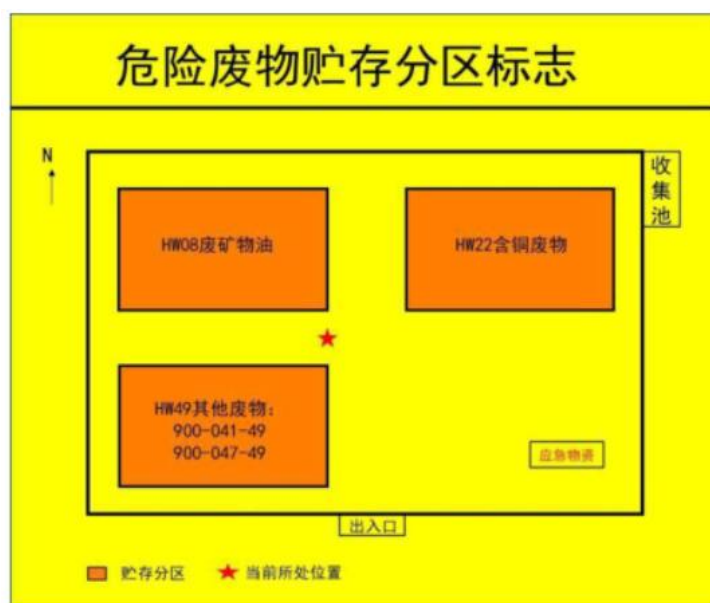 危险废物贮存分区标志
N
收集池
HW08废矿物油
HW22含铜废物
HW49其他废物：
900-041-49
900-047-49
应急物资
出入口
贮存分区
当前所处位置